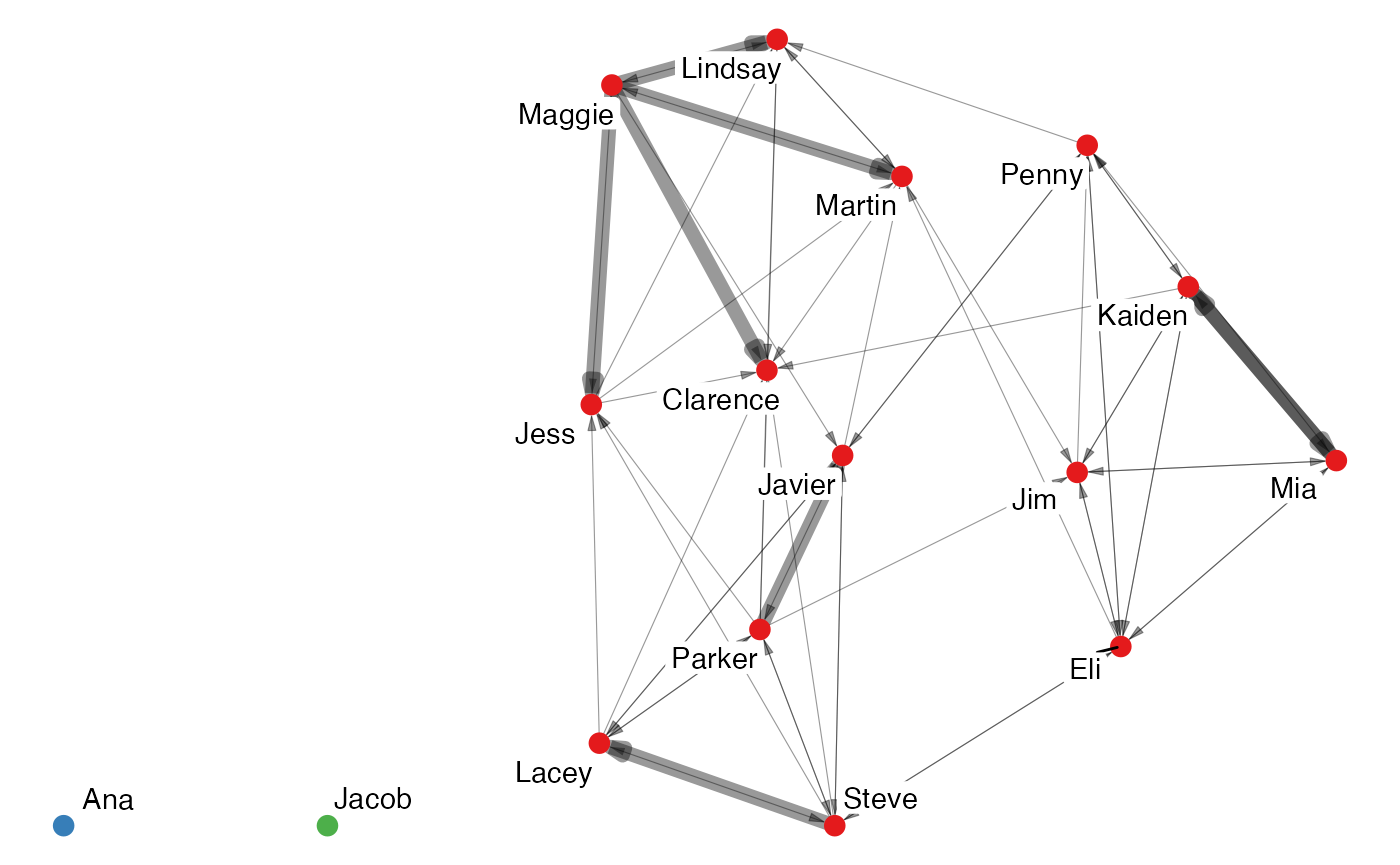 Lindsay
Maggie
Penny
Martin
Kaiden
Clarence
Jess
Javier
Mia
Jim
Parker
Eli
Lacey
Ana
Jacob
Steve